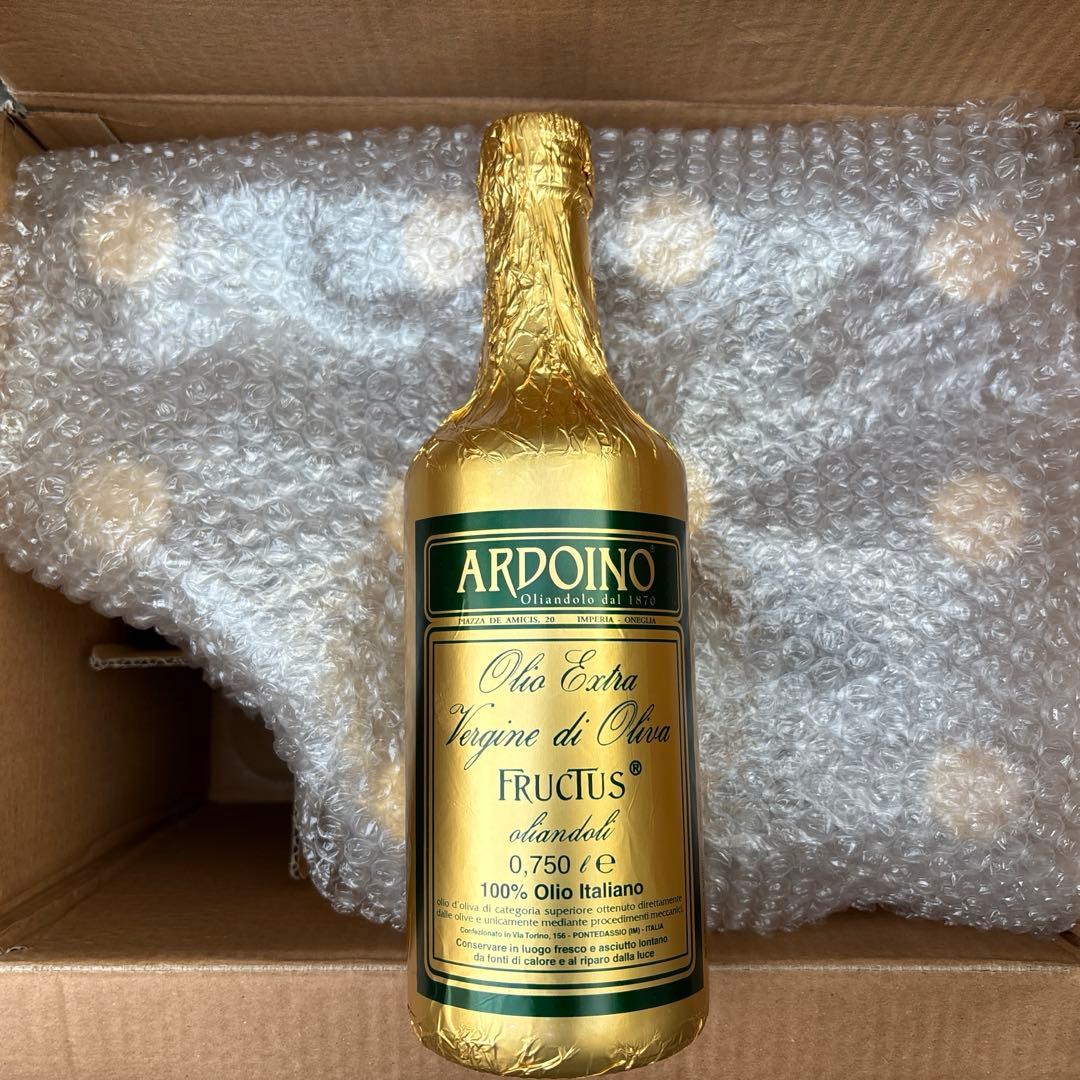 ARDOINO®
Oliandolo dal 1870
PIAZZA DE AMICIS, 20 IMPERIA - ONEGLIA
Olio Extra
Vergine di Oliva
FRUCTUS®
oliandoli
0,750 l e
100% Olio Italiano
olio d'oliva di categoria superiore ottenuto direttamente
dalle olive e unicamente mediante procedimenti meccanici
Confezionato in Via Torino, 156 - PONTEDASSIO (IM) - ITALIA
Conservare in luogo fresco e asciutto lontano
da fonti di calore e al riparo dalla luce